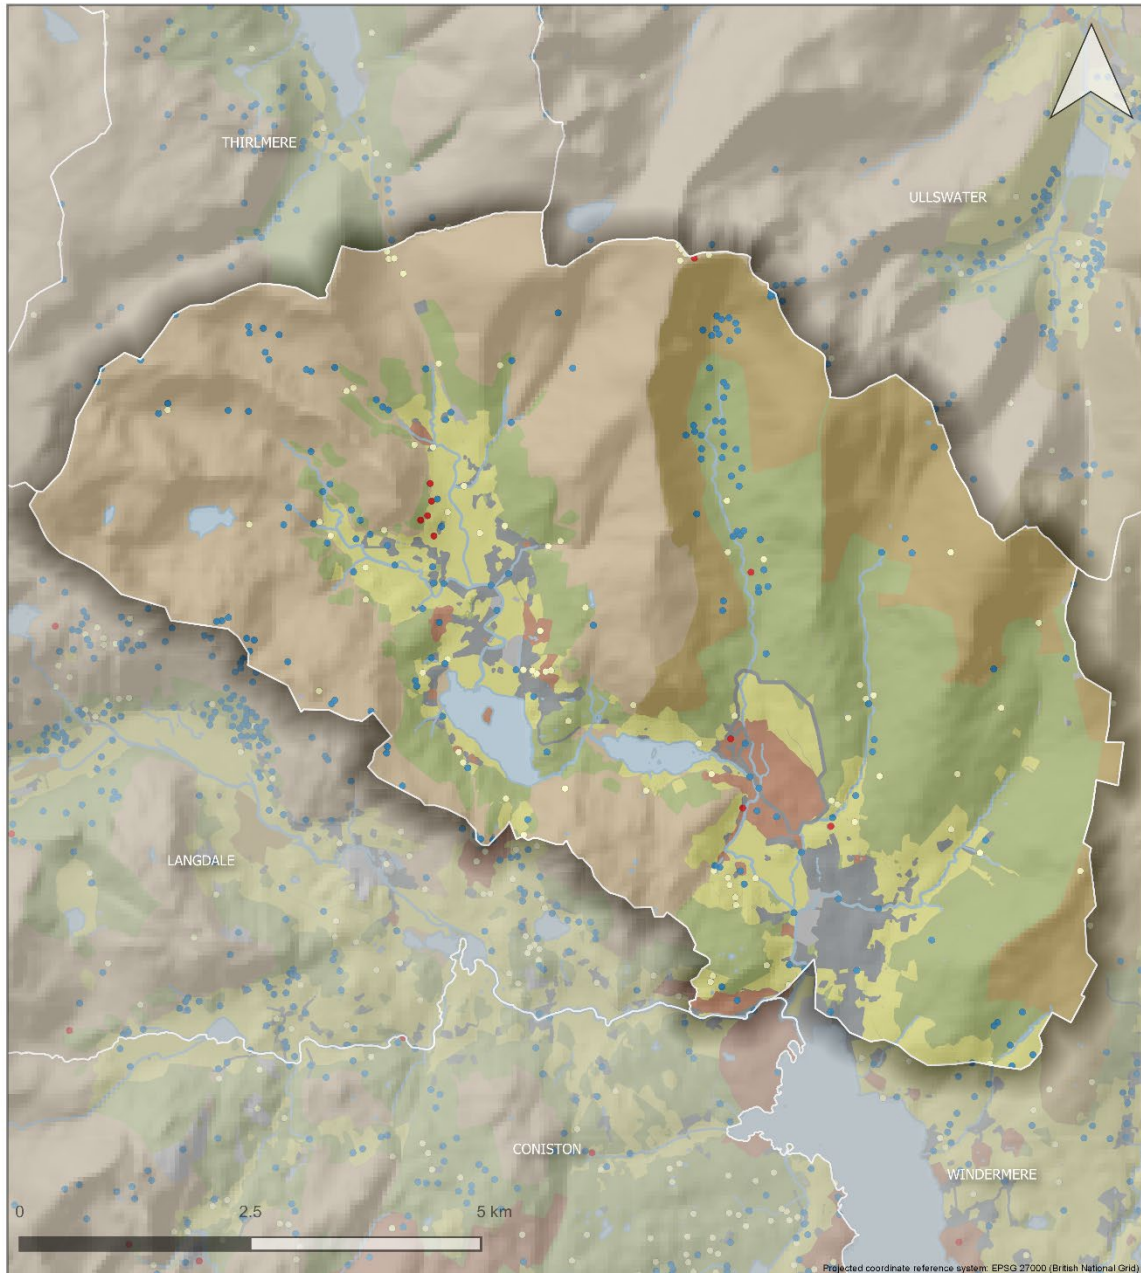 THIRLMERE
ULLSWATER
LANGDALE
CONISTON
WINDERMERE
0 2.5 5 km
Projected coordinate reference system: EPSG 27000 (British National Grid)